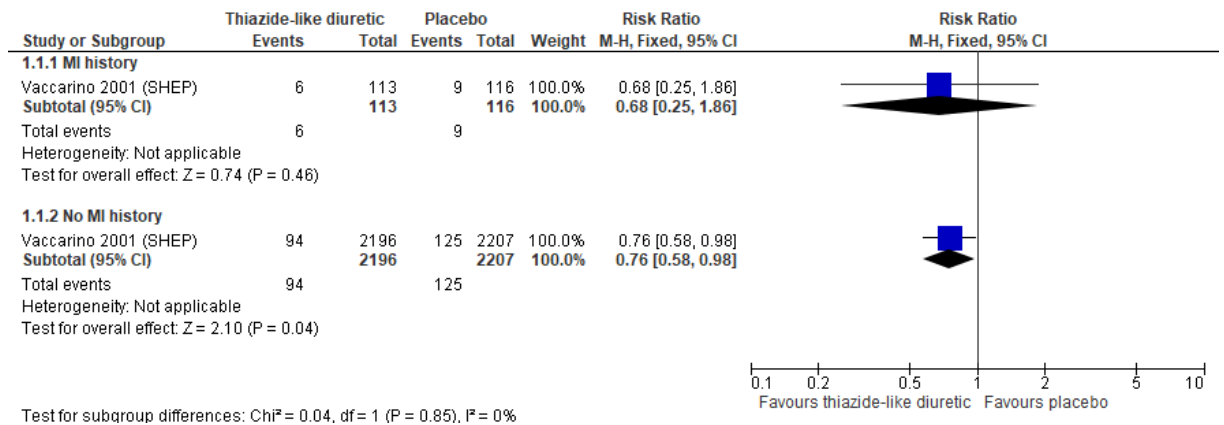 Thiazide-like diuretic Placebo Risk Ratio Risk Ratio
Study or Subgroup Events Total Events Total Weight M-H, Fixed, 95% CI M-H, Fixed, 95% CI
1.1.1 MI history
Vaccarino 2001 (SHEP) 6 113 9 116 100.0% 0.68 [0.25, 1.86]
Subtotal (95% CI) 113 116 100.0% 0.68 [0.25, 1.86]
Total events 6 9
Heterogeneity: Not applicable
Test for overall effect: Z = 0.74 (P = 0.46)
1.1.2 No MI history
Vaccarino 2001 (SHEP) 94 2196 125 2207 100.0% 0.76 [0.58, 0.98]
Subtotal (95% CI) 2196 2207 100.0% 0.76 [0.58, 0.98]
Total events 94 125
Heterogeneity: Not applicable
Test for overall effect: Z = 2.10 (P = 0.04)
0.1 0.2 0.5 1 2 5 10
Favours thiazide-like diuretic Favours placebo
Test for subgroup differences: Chi² = 0.04, df = 1 (P = 0.85), I² = 0%